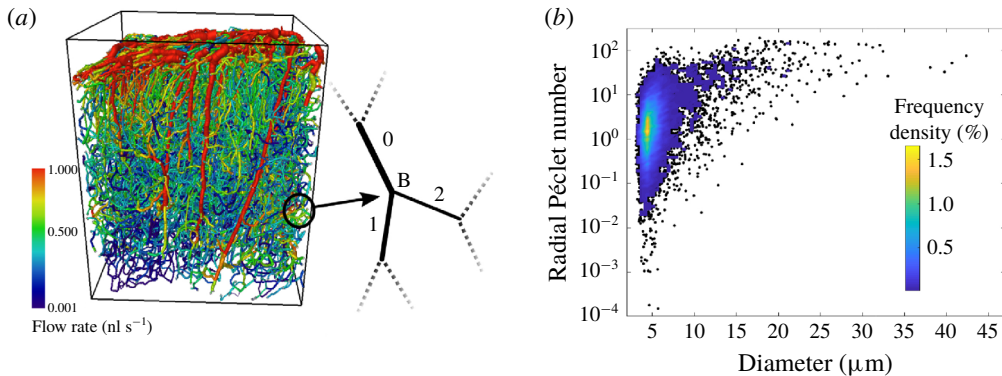 (a)
0
B
2
1
1.000
0.500
0.001
Flow rate (nl s⁻¹)
(b)
10²
10¹
10⁰
10⁻¹
10⁻²
10⁻³
10⁻⁴
Radial Péclet number
5 10 15 20 25 30 35 40 45
Diameter (μm)
Frequency
density (%)
1.5
1.0
0.5